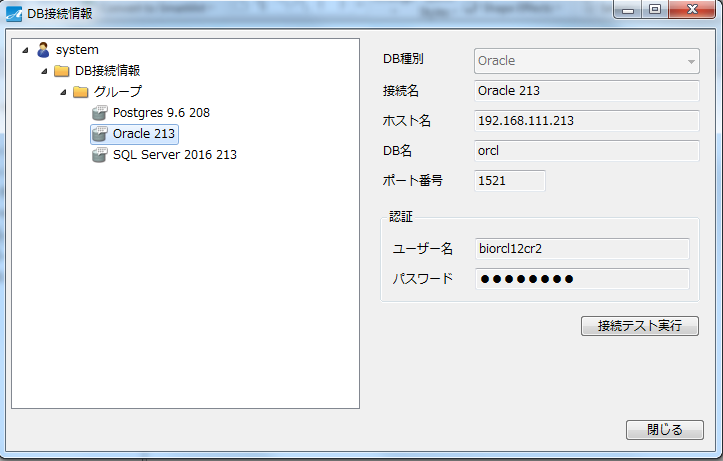 DB接続情報
system
DB接続情報
グループ
Postgres 9.6 208
Oracle 213
SQL Server 2016 213
DB種別 Oracle
接続名 Oracle 213
ホスト名 192.168.111.213
DB名 orcl
ポート番号 1521
認証
ユーザー名 biorcl12cr2
パスワード ●●●●●●●●
接続テスト実行
閉じる